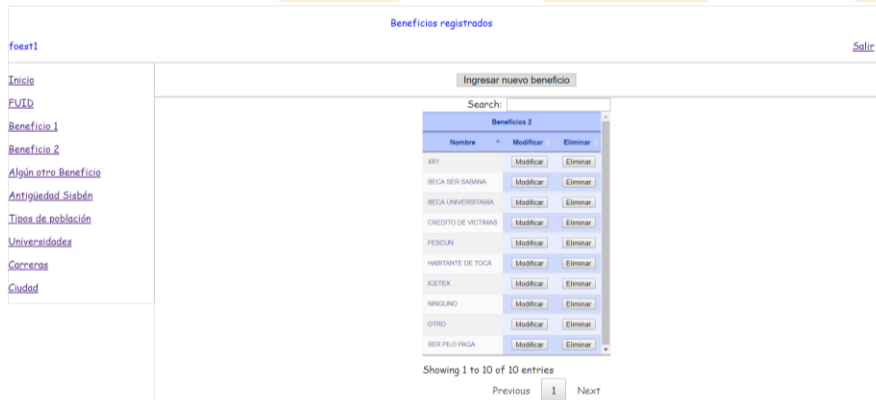 Beneficios registrados
foest1 Salir
Inicio
FUID
Beneficio 1
Beneficio 2
Algún otro Beneficio
Antigüedad Sisbén
Tipos de población
Universidades
Carreras
Ciudad
Ingresar nuevo beneficio
Search:
Beneficios 2
Nombre Modificar Eliminar
4X1 Modificar Eliminar
BECA SER SABANA Modificar Eliminar
BECA UNIVERSITARIA Modificar Eliminar
CREDITO DE VICTIMAS Modificar Eliminar
FESCUN Modificar Eliminar
HABITANTE DE TOCA Modificar Eliminar
ICETEX Modificar Eliminar
NINGUNO Modificar Eliminar
OTRO Modificar Eliminar
SER PILO PAGA Modificar Eliminar
Showing 1 to 10 of 10 entries
Previous 1 Next